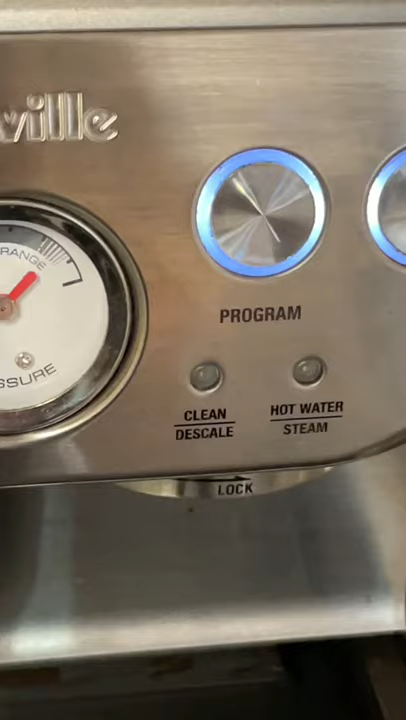 ville
RANGE
PROGRAM
SSURE
CLEAN
DESCALE
HOT WATER
STEAM
LOCK